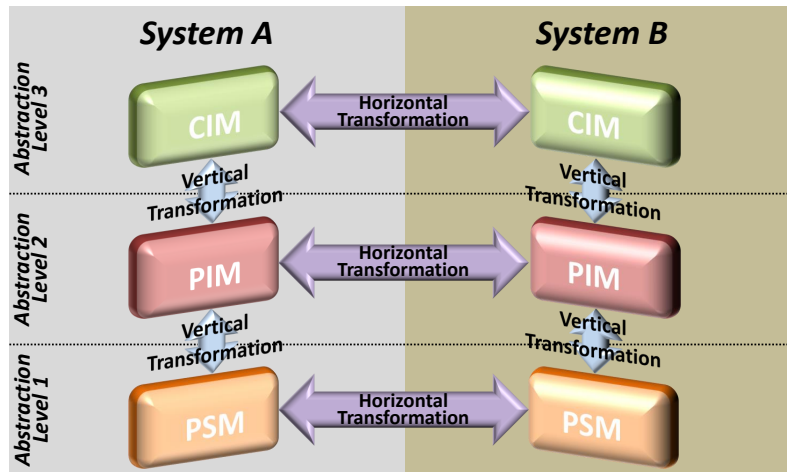 System A
System B
Abstraction
Level 3
CIM
Horizontal
Transformation
CIM
Vertical
Transformation
Vertical
Transformation
Abstraction
Level 2
PIM
Horizontal
Transformation
PIM
Vertical
Transformation
Vertical
Transformation
Abstraction
Level 1
PSM
Horizontal
Transformation
PSM